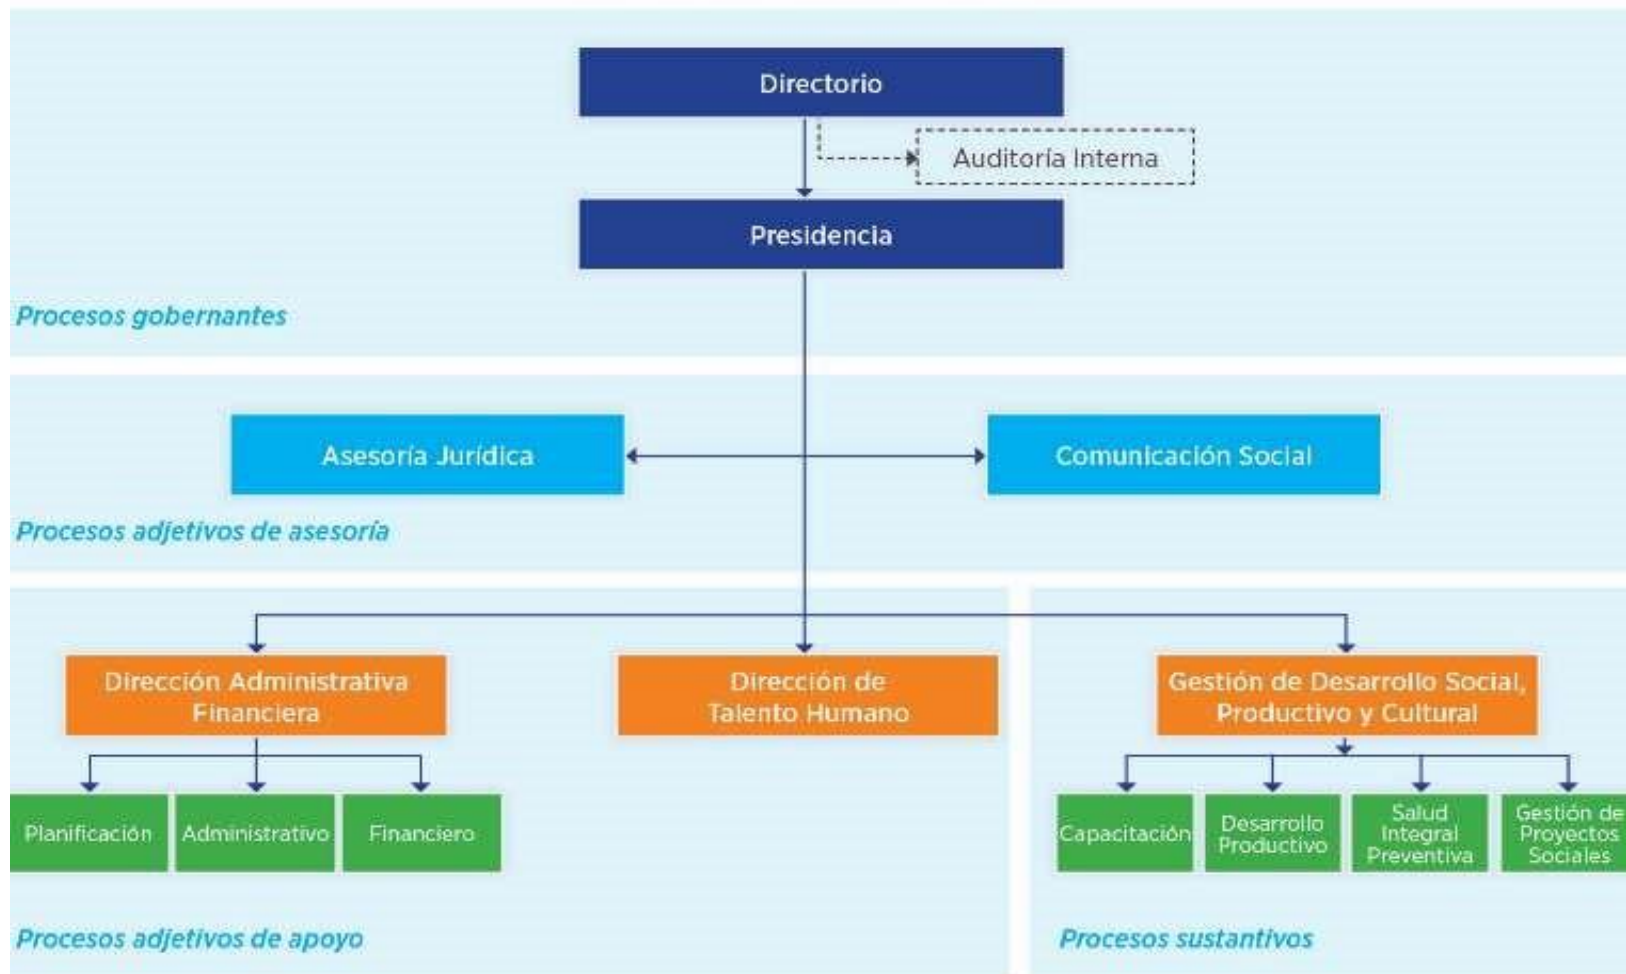 Directorio
Auditoría Interna
Presidencia
Procesos gobernantes
Asesoría Jurídica
Comunicación Social
Procesos adjetivos de asesoría
Dirección Administrativa
Financiera
Dirección de
Talento Humano
Gestión de Desarrollo Social,
Productivo y Cultural
Planificación
Administrativo
Financiero
Capacitación
Desarrollo
Productivo
Salud
Integral
Preventiva
Gestión de
Proyectos
Sociales
Procesos adjetivos de apoyo
Procesos sustantivos